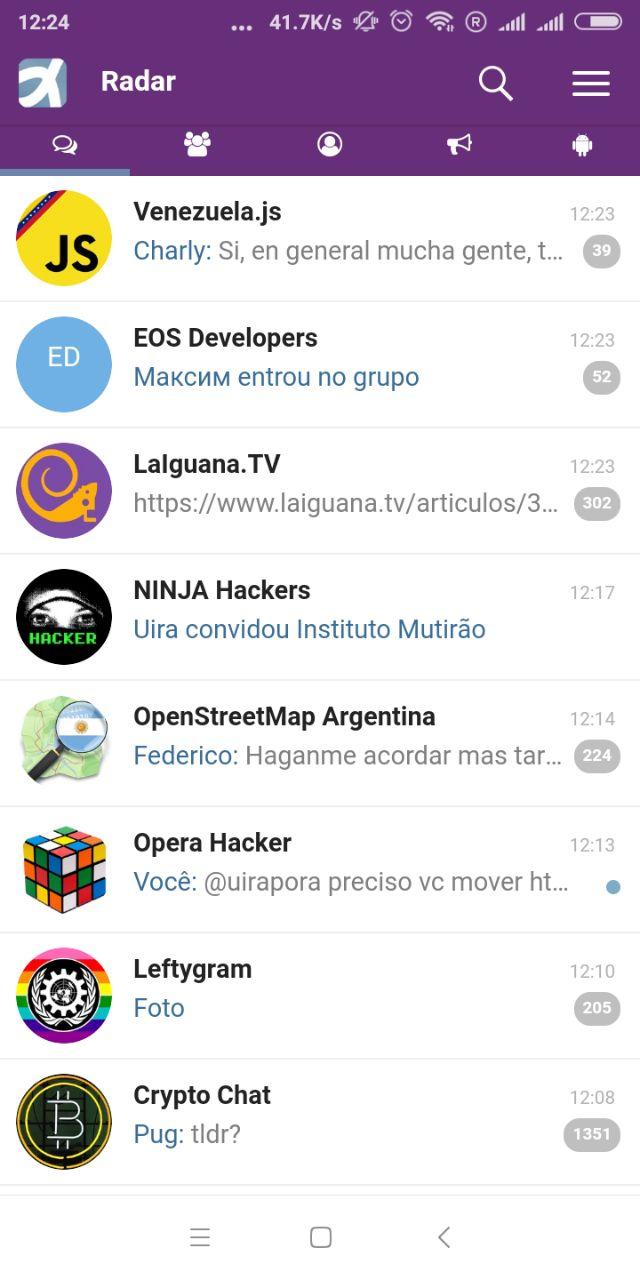 12:24 ... 41.7K/s
Radar
Venezuela.js 12:23
JS
Charly: Si, en general mucha gente, t... 39
EOS Developers 12:23
ED
Максим entrou no grupo 52
LaIguana.TV 12:23
https://www.laiguana.tv/articulos/3... 302
NINJA Hackers 12:17
HACKER
Uira convidou Instituto Mutirão
OpenStreetMap Argentina 12:14
Federico: Haganme acordar mas tar... 224
Opera Hacker 12:13
Você: @uirapora preciso vc mover ht...
Leftygram 12:10
Foto 205
Crypto Chat 12:08
Pug: tldr? 1351